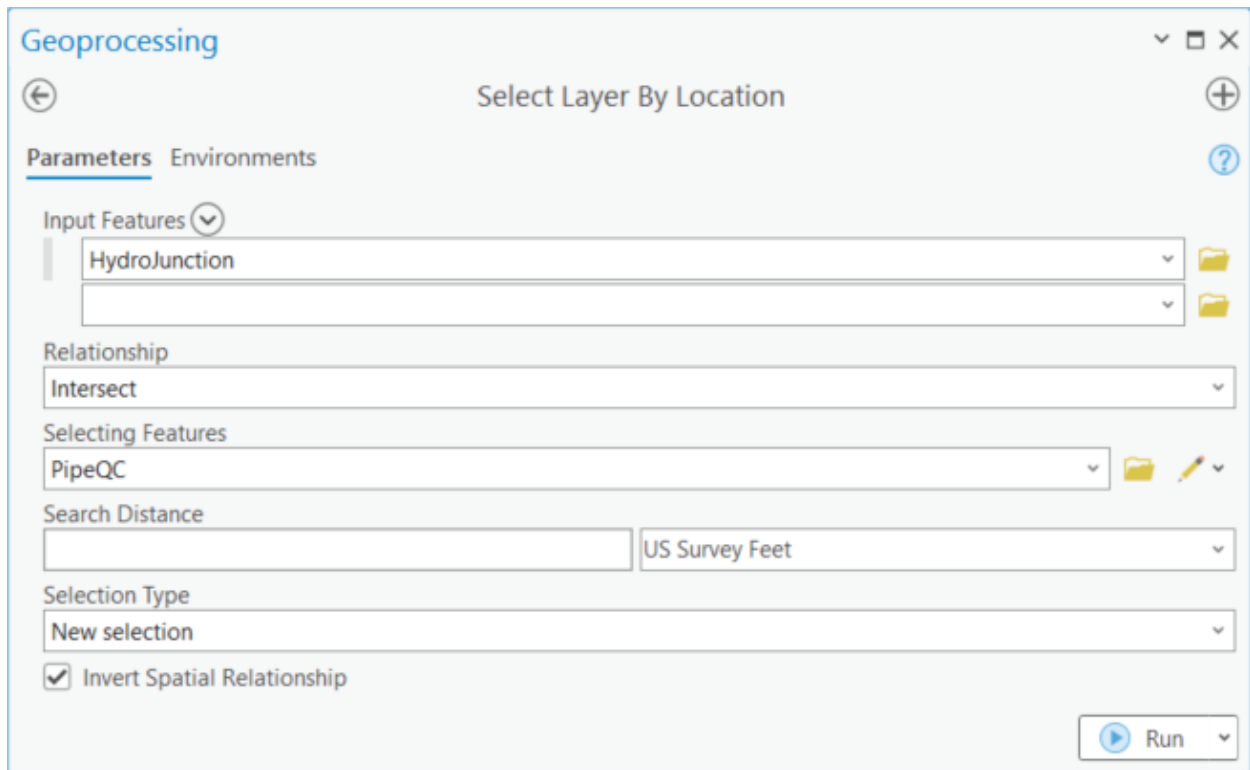 Geoprocessing
Select Layer By Location
Parameters Environments
Input Features
HydroJunction
Relationship
Intersect
Selecting Features
PipeQC
Search Distance
US Survey Feet
Selection Type
New selection
Invert Spatial Relationship
Run